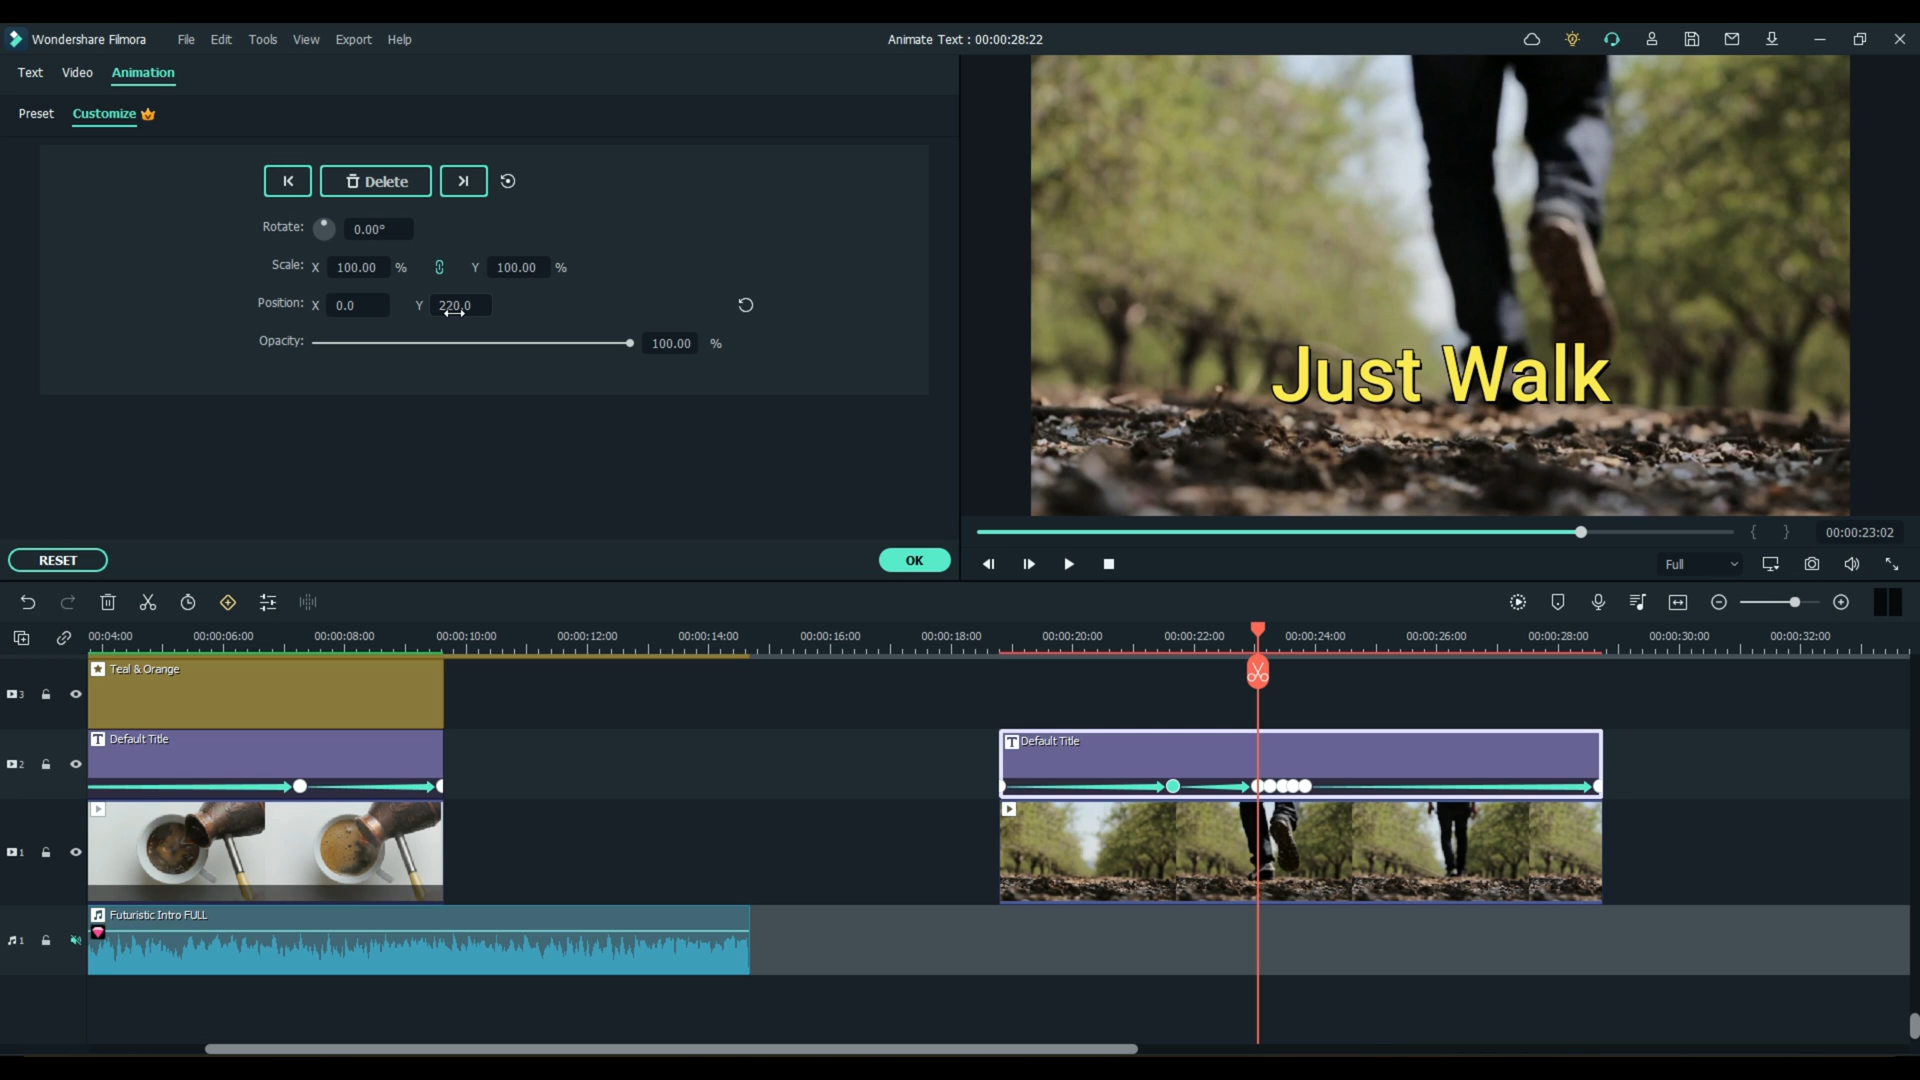 Wondershare Filmora File Edit Tools View Export Help Animate Text : 00:00:28:22
Text Video Animation
Preset Customize
Delete
Rotate: 0.00°
Scale: X 100.00 % Y 100.00 %
Position: X 0.0 Y 220.0
Opacity: 100.00 %
Just Walk
00:00:23:02
RESET OK
Full
00:04:00 00:00:06:00 00:00:08:00 00:00:10:00 00:00:12:00 00:00:14:00 00:00:16:00 00:00:18:00 00:00:20:00 00:00:22:00 00:00:24:00 00:00:26:00 00:00:28:00 00:00:30:00 00:00:32:00
3 Teal & Orange
T Default Title T Default Title
2
1
Futuristic Intro FULL
1